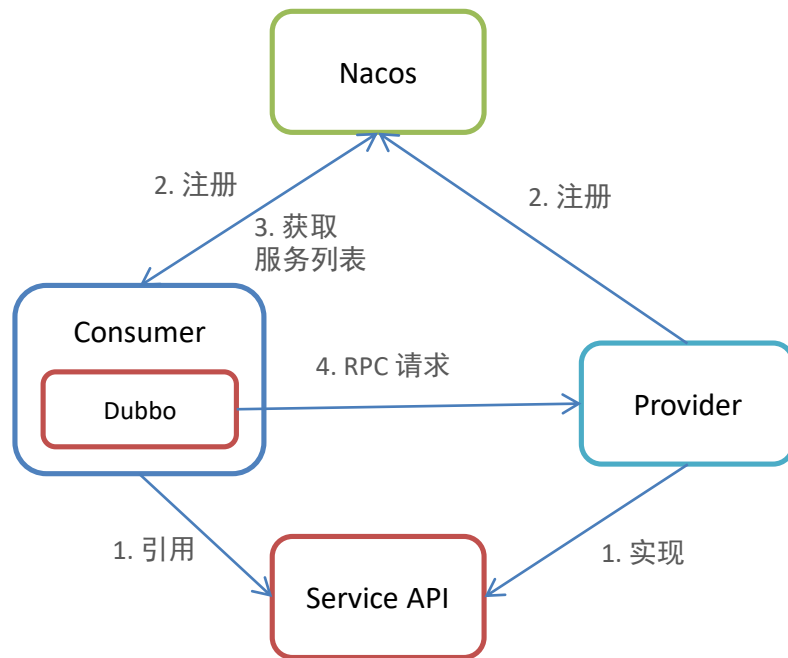 Nacos
2. 注册
2. 注册
3. 获取
服务列表
Consumer
4. RPC 请求
Dubbo
Provider
1. 引用
1. 实现
Service API